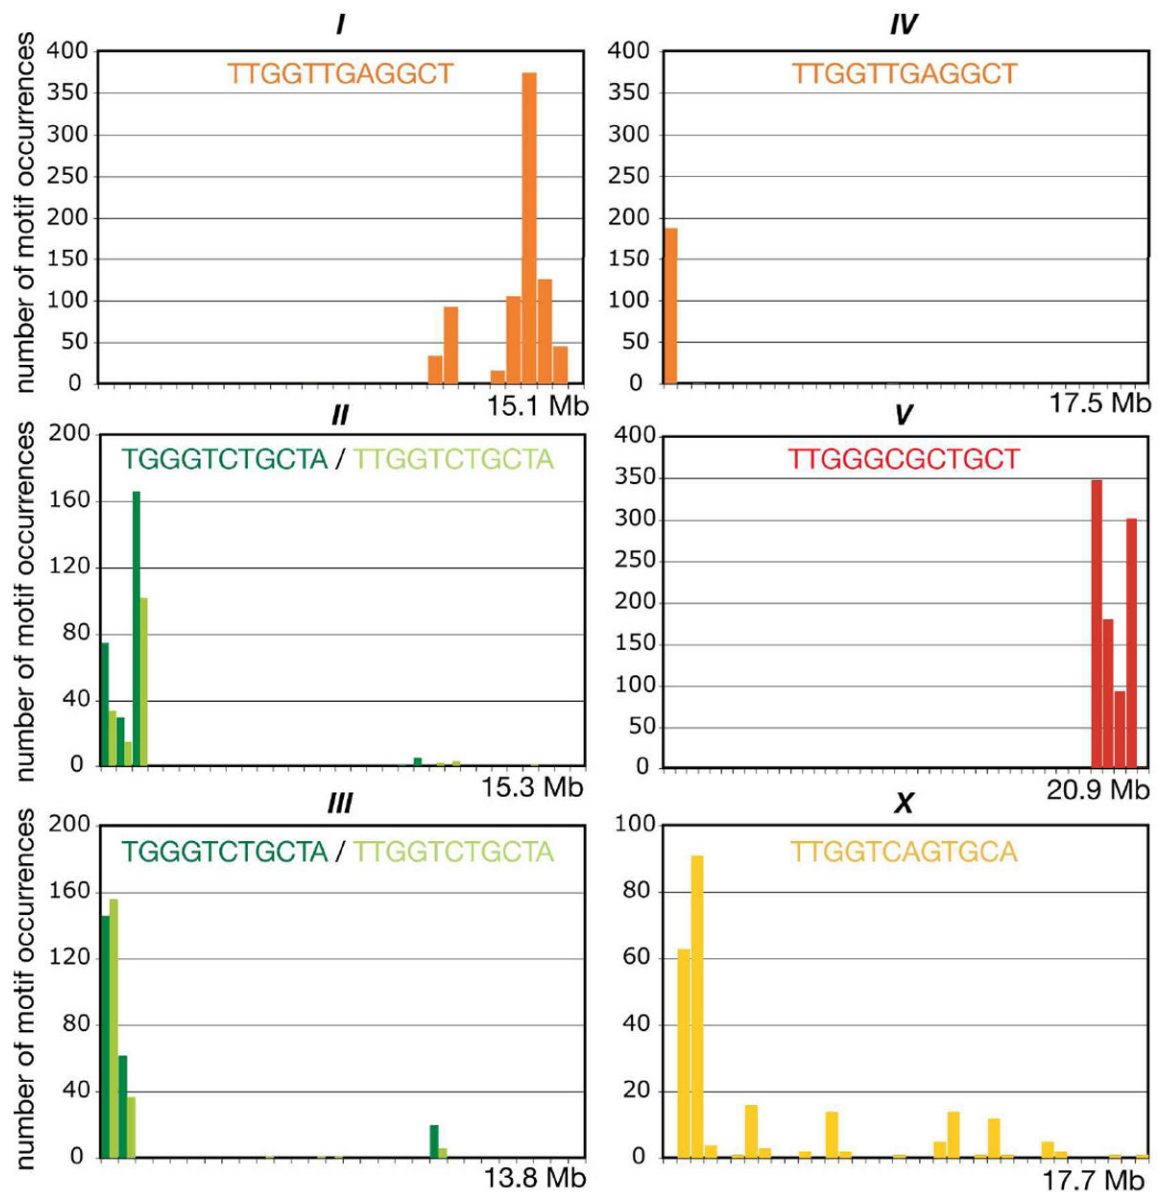 I
number of motif occurrences
400
350
300
250
200
150
100
50
0
TTGGTTGAGGCT
15.1 Mb
IV
400
350
300
250
200
150
100
50
0
TTGGTTGAGGCT
17.5 Mb
II
number of motif occurrences
200
160
120
80
40
0
TGGGTCTGCTA / TTGGTCTGCTA
15.3 Mb
V
400
350
300
250
200
150
100
50
0
TTGGGCGCTGCT
20.9 Mb
III
number of motif occurrences
200
160
120
80
40
0
TGGGTCTGCTA / TTGGTCTGCTA
13.8 Mb
X
100
80
60
40
20
0
TTGGTCAGTGCA
17.7 Mb